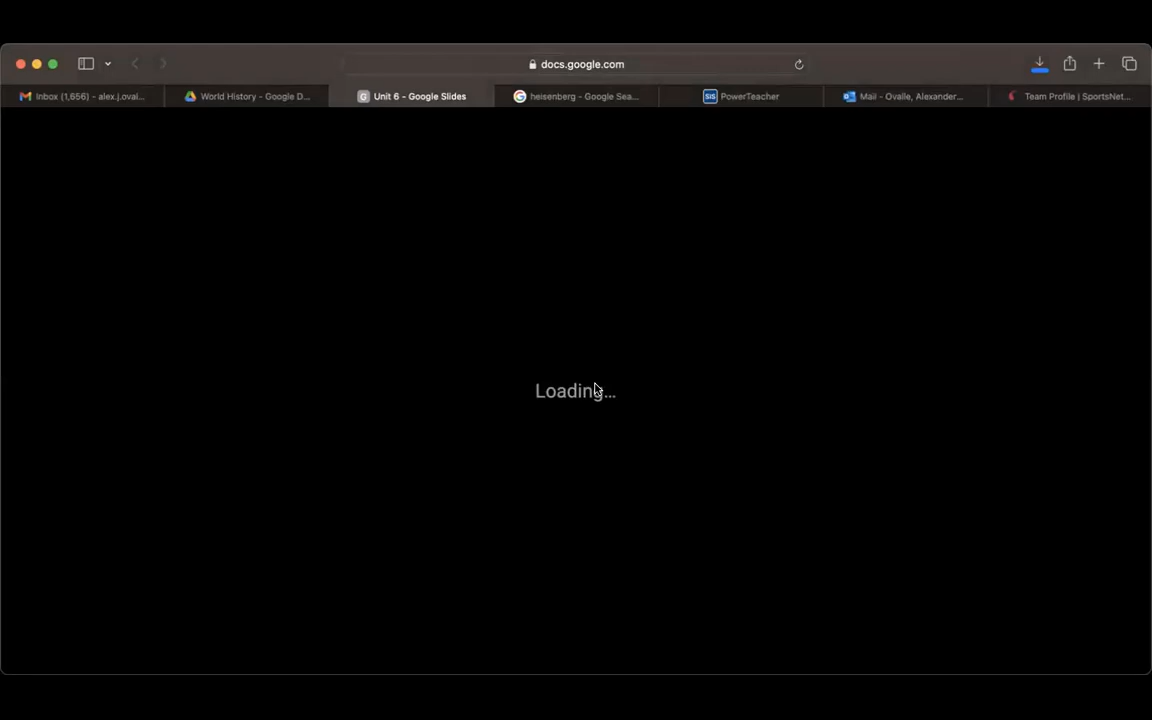 docs.google.com
Inbox (1,656) - alex.j.oval...
World History - Google D...
G Unit 6 - Google Slides
G heisenberg - Google Sea...
SIS PowerTeacher
Mail - Ovalle, Alexander...
Team Profile | SportsNet...
Loading...